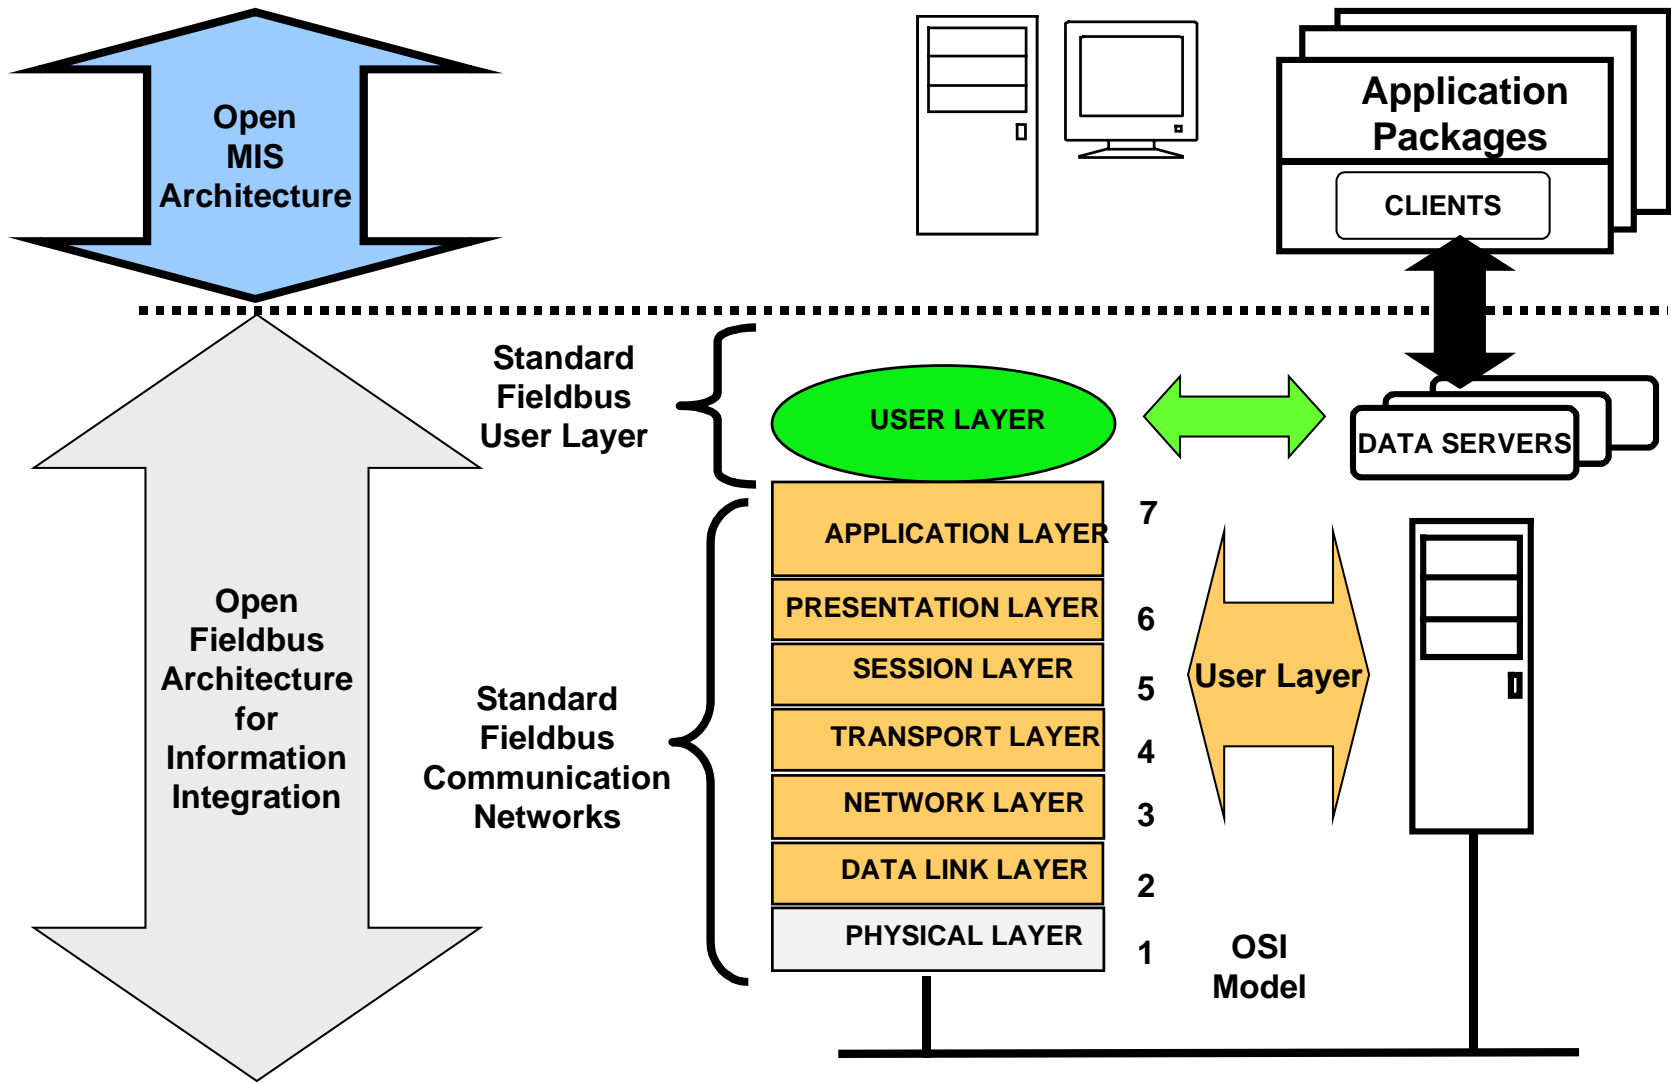 Open
MIS
Architecture
Application
Packages
CLIENTS
Standard
Fieldbus
User Layer
USER LAYER
DATA SERVERS
APPLICATION LAYER
7
PRESENTATION LAYER
6
SESSION LAYER
5
TRANSPORT LAYER
4
NETWORK LAYER
3
DATA LINK LAYER
2
PHYSICAL LAYER
1
User Layer
Open
Fieldbus
Architecture
for
Information
Integration
Standard
Fieldbus
Communication
Networks
OSI
Model